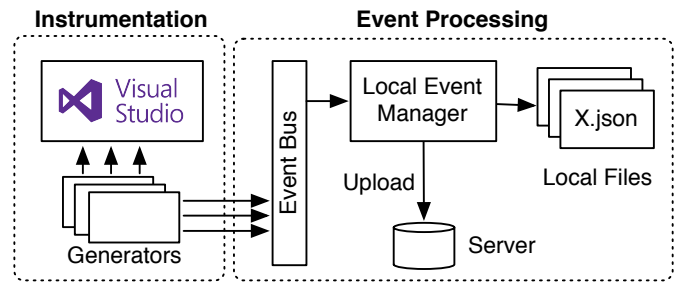 Instrumentation
Event Processing
Visual
Studio
Generators
Event Bus
Local Event
Manager
Upload
Server
X.json
Local Files